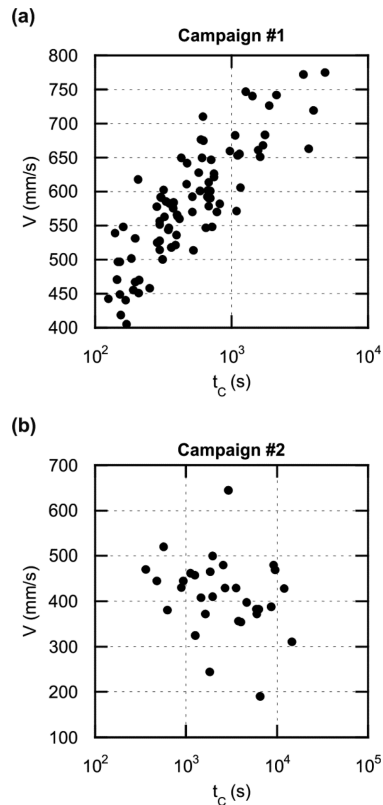 (a)
Campaign #1
800
750
700
650
600
550
500
450
400
V (mm/s)
10² 10³ 10⁴
t_C (s)
(b)
Campaign #2
700
600
500
400
300
200
100
V (mm/s)
10² 10³ 10⁴ 10⁵
t_C (s)